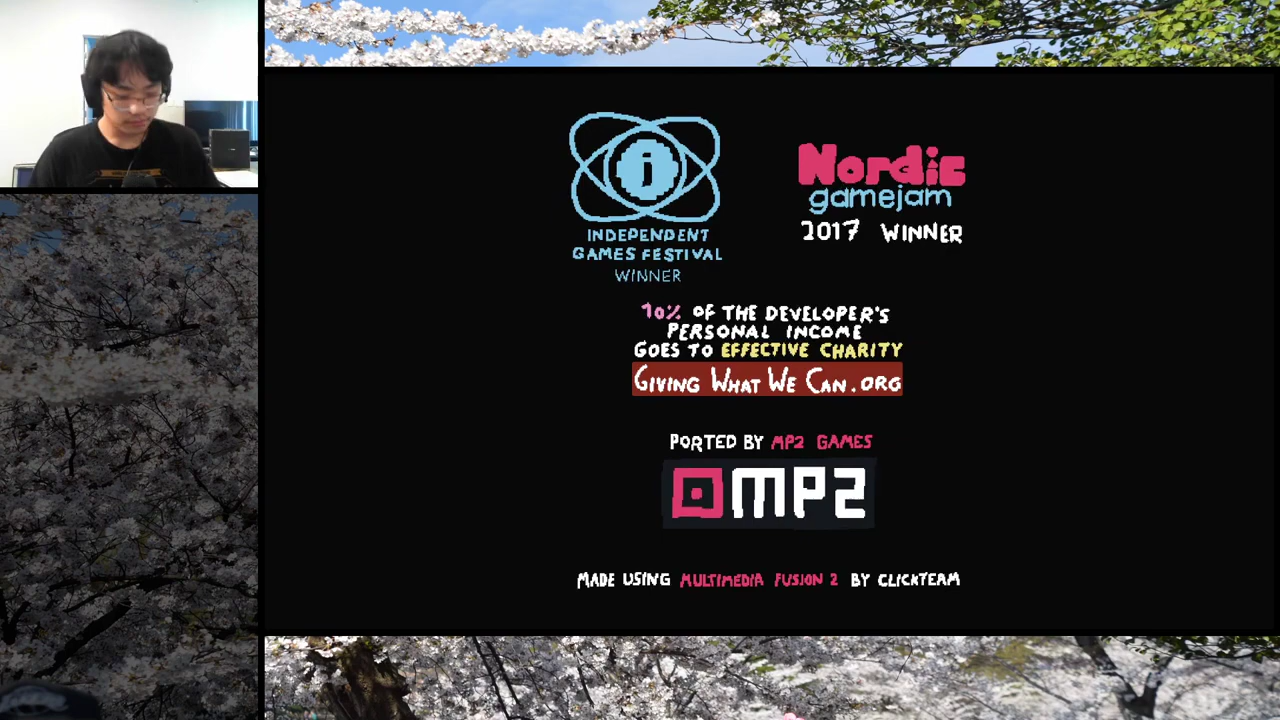 INDEPENDENT
GAMES FESTIVAL
WINNER
Nordic
gamejam
2017 WINNER
10% OF THE DEVELOPER'S
PERSONAL INCOME
GOES TO EFFECTIVE CHARITY
GIVING WHAT WE CAN.ORG
PORTED BY MP2 GAMES
MP2
MADE USING MULTIMEDIA FUSION 2 BY CLICKTEAM